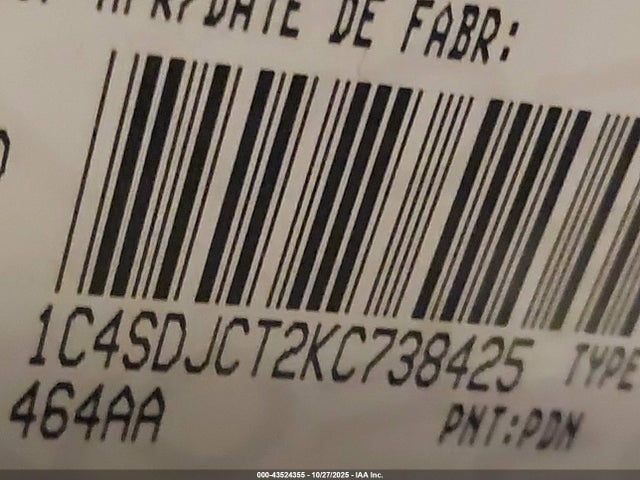 DATE DE FABR:
1C4SDJCT2KC738425 TYPE
464AA PNT:PDN
000-43524355 - 10/27/2025 - IAA Inc.